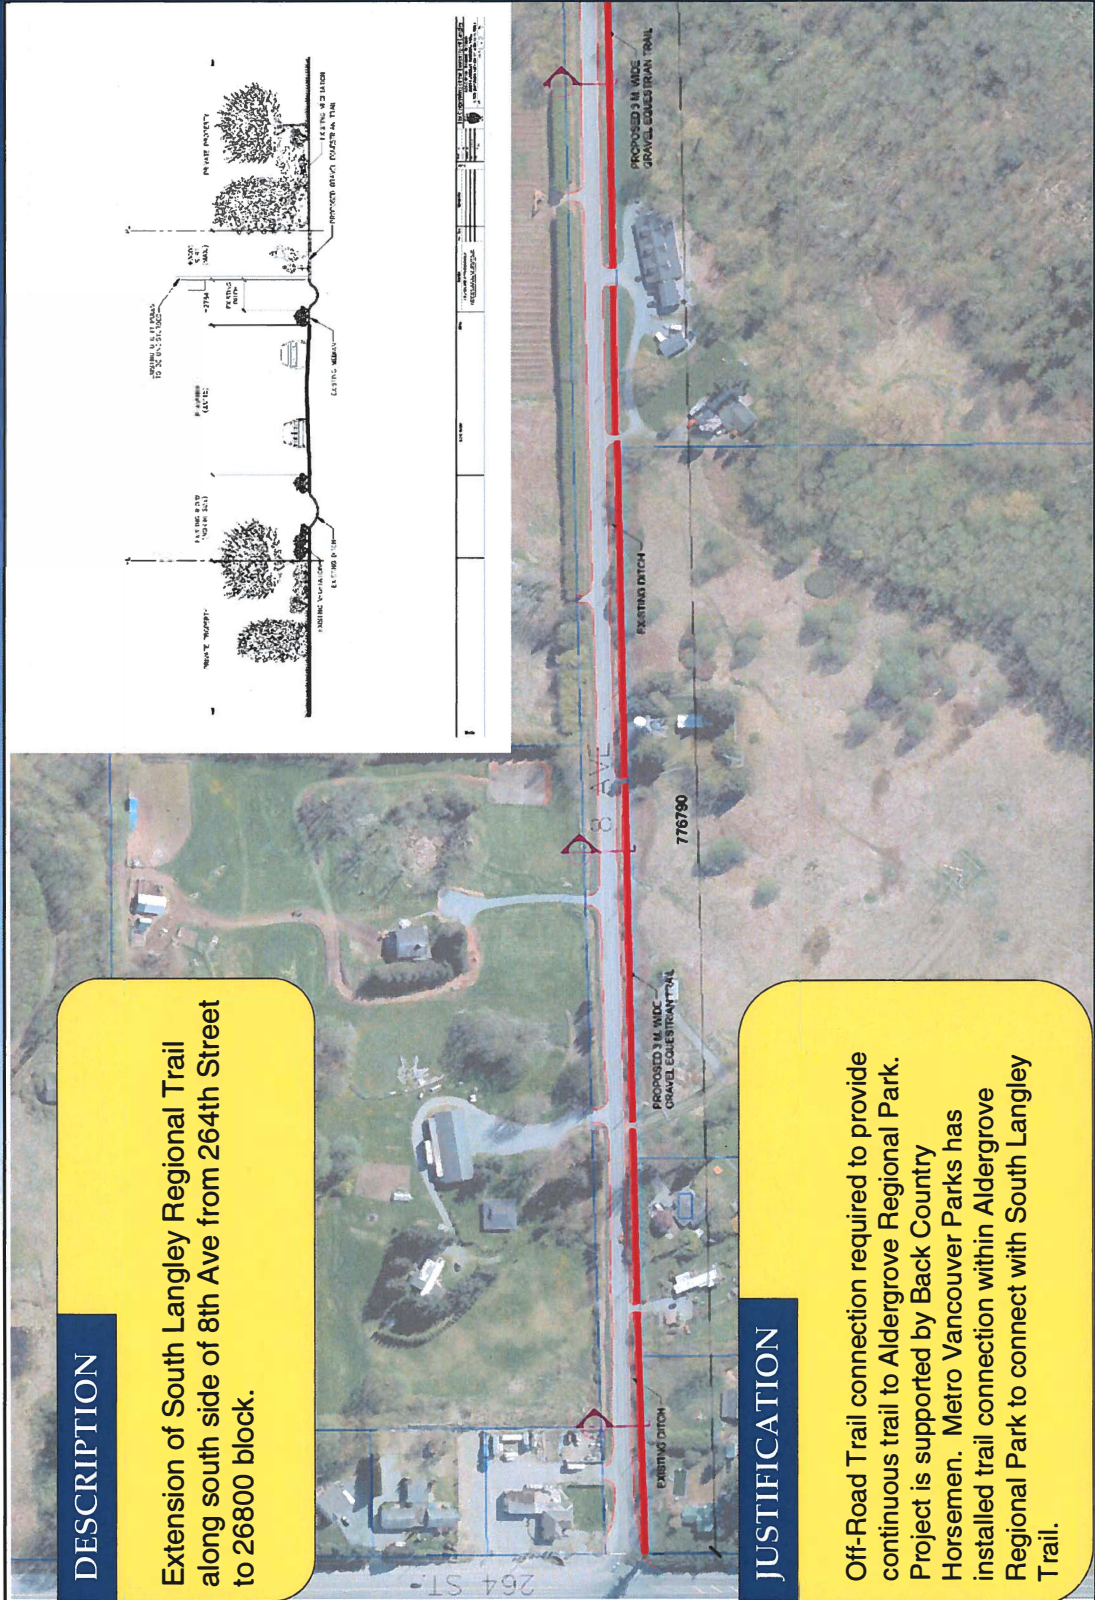 DESCRIPTION
Extension of South Langley Regional Trail
along south side of 8th Ave from 264th Street
to 26800 block.
PRIVATE PROPERTY
EXISTING VEGETATION
EXISTING DITCH
EXISTING DITCH
EXISTING MEDIAN
PRIVATE PROPERTY
PROPOSED GRAVEL EQUESTRIAN TRAIL
EXISTING VEGETATION
264 ST.
8 AVE
EXISTING DITCH
PROPOSED 3 M. WIDE
GRAVEL EQUESTRIAN TRAIL
776790
EXISTING DITCH
PROPOSED 3 M. WIDE
GRAVEL EQUESTRIAN TRAIL
JUSTIFICATION
Off-Road Trail connection required to provide
continuous trail to Aldergrove Regional Park.
Project is supported by Back Country
Horsemen.  Metro Vancouver Parks has
installed trail connection within Aldergrove
Regional Park to connect with South Langley
Trail.